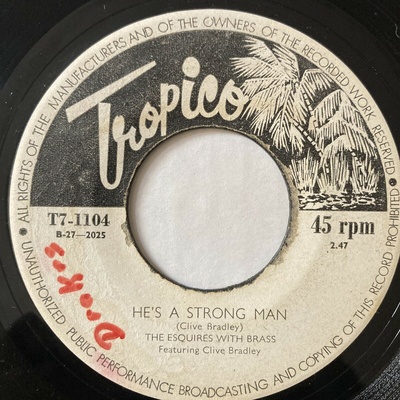 • ALL RIGHTS OF THE MANUFACTURERS AND OF THE OWNERS OF THE RECORDED WORK RESERVED •
Tropico
T7-1104
B-27—2025
45 rpm
2.47
Drakes
HE'S A STRONG MAN
(Clive Bradley)
THE ESQUIRES WITH BRASS
Featuring Clive Bradley
UNAUTHORIZED PUBLIC PERFORMANCE BROADCASTING AND COPYING OF THIS RECORD PROHIBITED